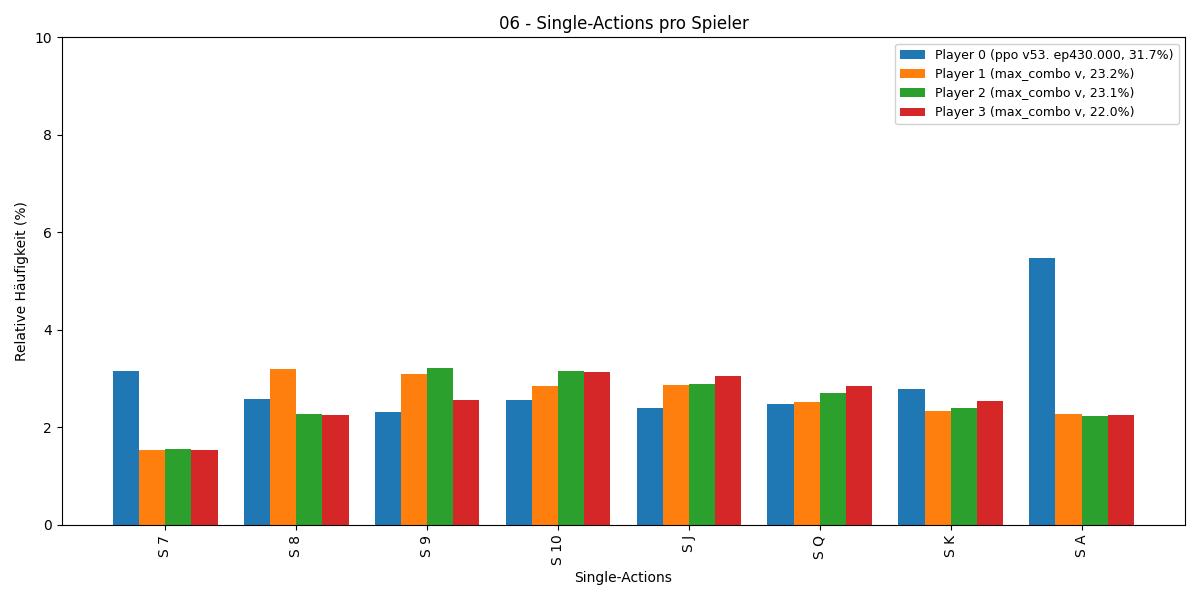 06 - Single-Actions pro Spieler
Player 0 (ppo v53. ep430.000, 31.7%)
Player 1 (max_combo v, 23.2%)
Player 2 (max_combo v, 23.1%)
Player 3 (max_combo v, 22.0%)
Relative Häufigkeit (%)
10
8
6
4
2
0
S 7
S 8
S 9
S 10
S J
S Q
S K
S A
Single-Actions